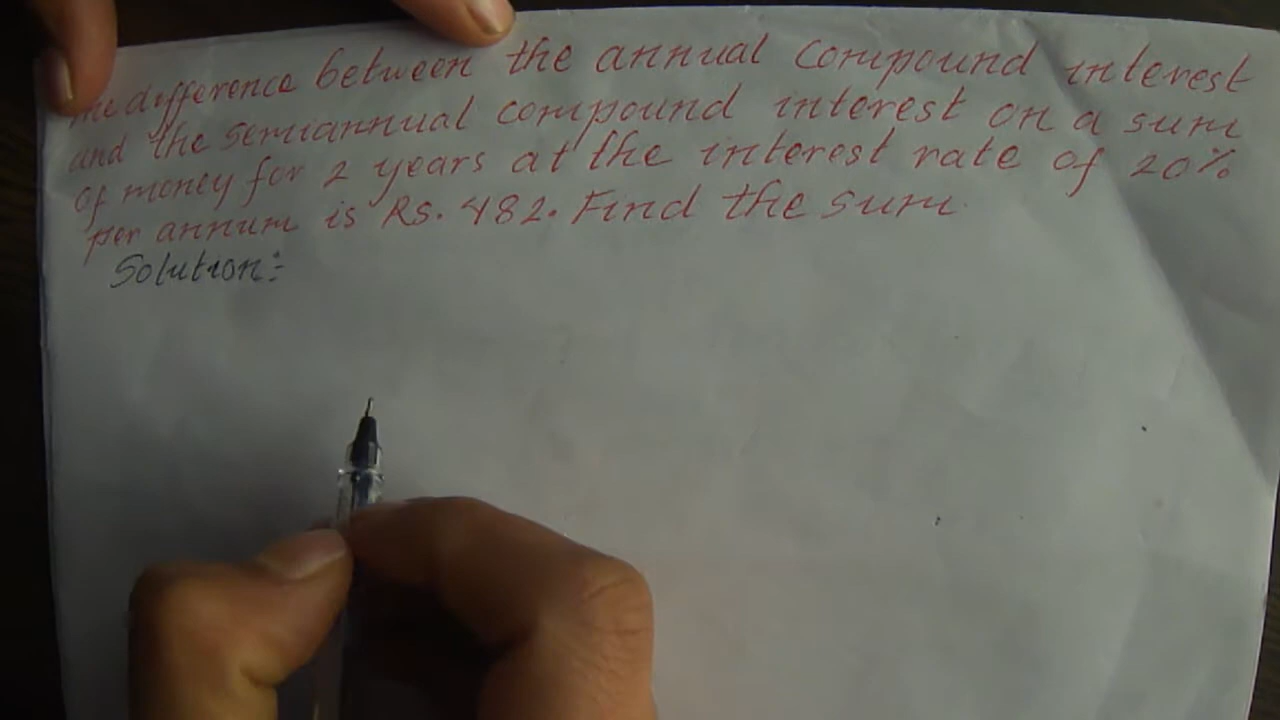 The difference between the annual compound interest
and the semiannual compound interest on a sum
of money for 2 years at the interest rate of 20%
per annum is Rs. 482. Find the sum.
Solution:-